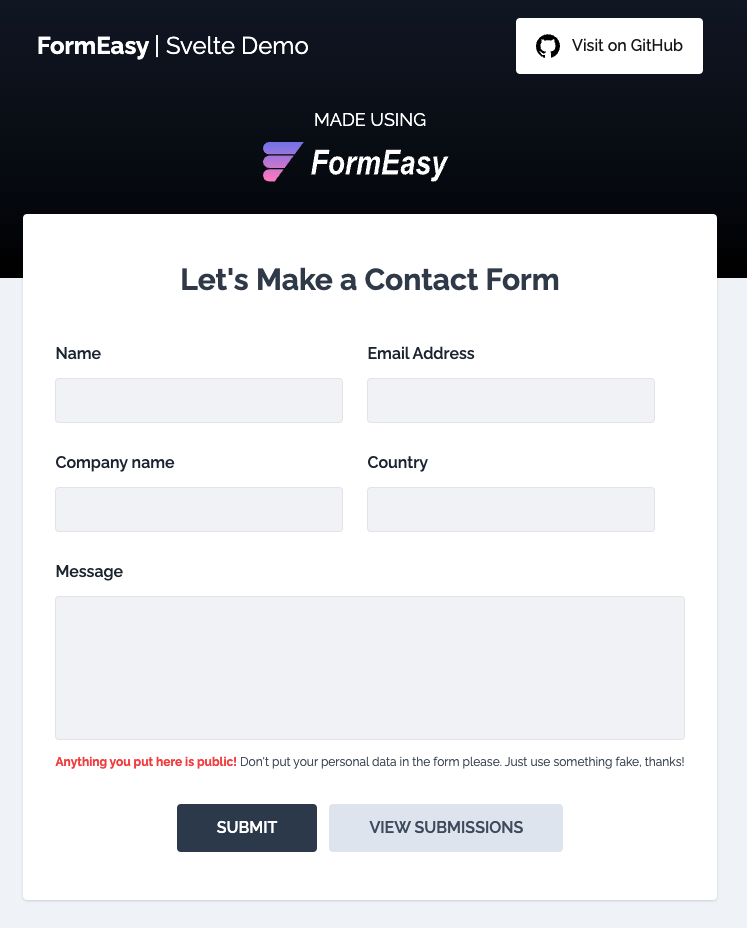 FormEasy | Svelte Demo
Visit on GitHub
MADE USING
FormEasy
Let's Make a Contact Form
Name
Email Address
Company name
Country
Message
Anything you put here is public! Don't put your personal data in the form please. Just use something fake, thanks!
SUBMIT
VIEW SUBMISSIONS